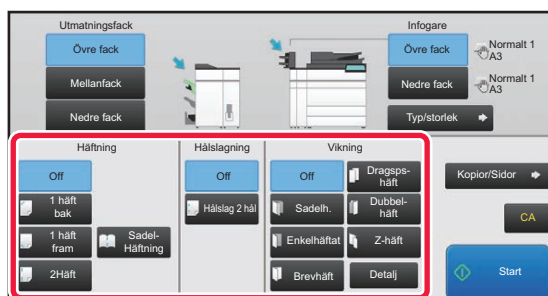 Utmatningsfack
Övre fack
Mellanfack
Nedre fack
Infogare
Övre fack
Normalt 1
A3
Nedre fack
Normalt 1
A3
Typ/storlek
Häftning
Off
1 häft
bak
1 häft
fram
2Häft
Sadel-
Häftning
Hålslagning
Off
Hålslag 2 hål
Vikning
Off
Sadelh.
Enkelhäftat
Brevhäft
Dragsps-
häft
Dubbel-
häft
Z-häft
Detalj
Kopior/Sidor
CA
Start